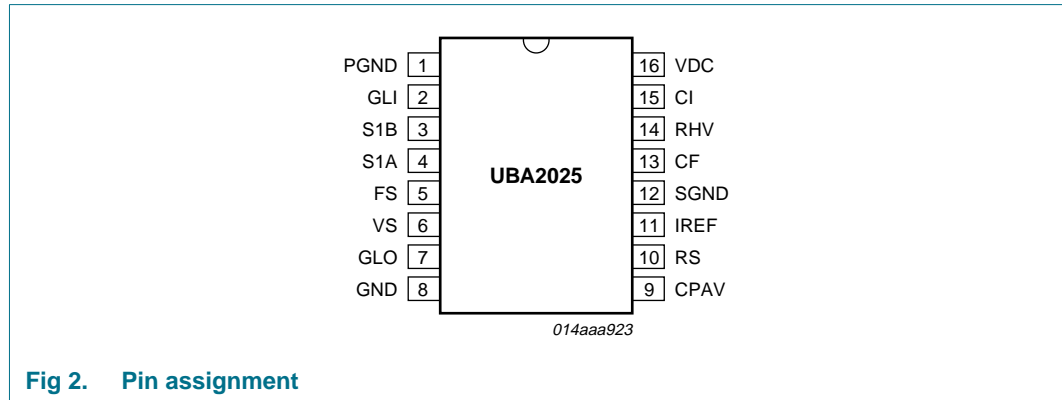 PGND 1 16 VDC
GLI 2 15 CI
S1B 3 14 RHV
S1A 4 13 CF
UBA2025
FS 5 12 SGND
VS 6 11 IREF
GLO 7 10 RS
GND 8 9 CPAV
014aaa923
Fig 2. Pin assignment